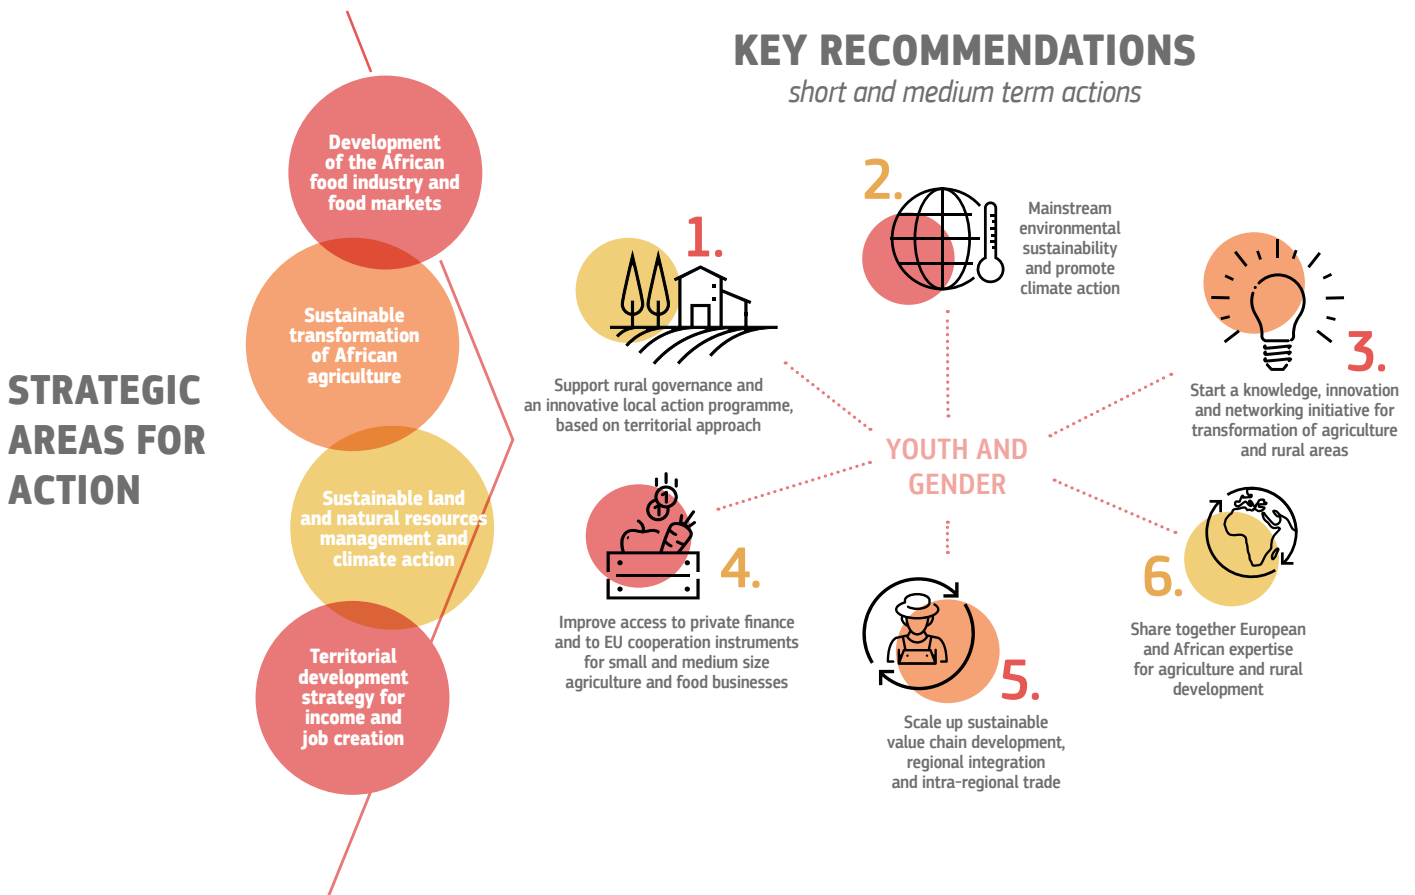 STRATEGIC
AREAS FOR
ACTION
Development
of the African
food industry and
food markets
Sustainable
transformation
of African
agriculture
Sustainable land
and natural resources
management and
climate action
Territorial
development
strategy for
income and
job creation
KEY RECOMMENDATIONS
short and medium term actions
1.
Support rural governance and
an innovative local action programme,
based on territorial approach
2.
Mainstream
environmental
sustainability
and promote
climate action
3.
Start a knowledge, innovation
and networking initiative for
transformation of agriculture
and rural areas
YOUTH AND
GENDER
1
4.
Improve access to private finance
and to EU cooperation instruments
for small and medium size
agriculture and food businesses
5.
Scale up sustainable
value chain development,
regional integration
and intra-regional trade
6.
Share together European
and African expertise
for agriculture and rural
development